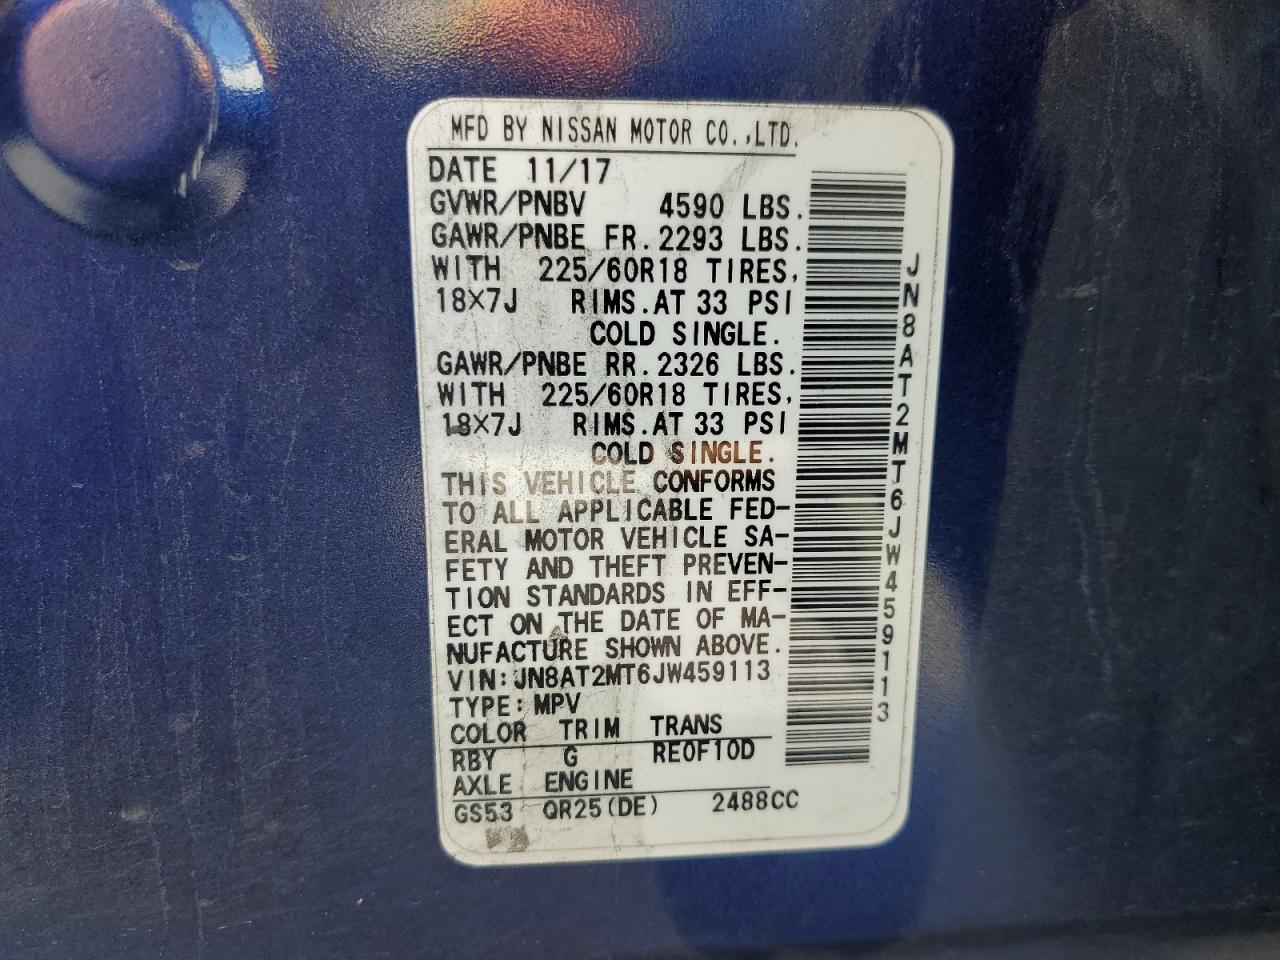 MFD BY NISSAN MOTOR CO.,LTD.
DATE 11/17
GVWR/PNBV 4590 LBS.
GAWR/PNBE FR. 2293 LBS.
WITH 225/60R18 TIRES,
18×7J RIMS. AT 33 PSI
COLD SINGLE.
GAWR/PNBE RR. 2326 LBS.
WITH 225/60R18 TIRES,
18×7J RIMS. AT 33 PSI
COLD SINGLE.
THIS VEHICLE CONFORMS
TO ALL APPLICABLE FED-
ERAL MOTOR VEHICLE SA-
FETY AND THEFT PREVEN-
TION STANDARDS IN EFF-
ECT ON THE DATE OF MA-
NUFACTURE SHOWN ABOVE.
VIN: JN8AT2MT6JW459113
TYPE: MPV
COLOR TRIM TRANS
RBY G RE0F10D
AXLE ENGINE
GS53 QR25(DE) 2488CC
JN8AT2MT6JW459113